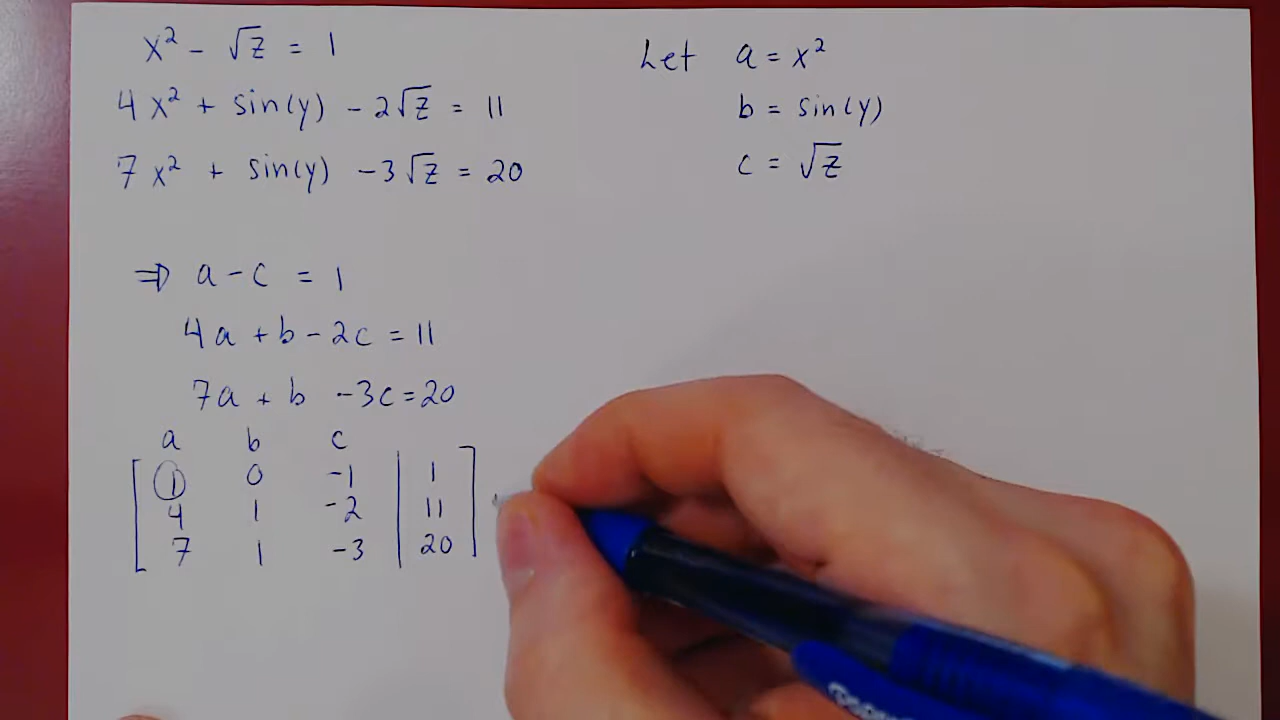 x² - √z = 1
4x² + sin(y) - 2√z = 11
7x² + sin(y) - 3√z = 20
Let a = x²
b = sin(y)
c = √z
⇒ a - c = 1
4a + b - 2c = 11
7a + b - 3c = 20
a b c
1 0 -1 | 1
4 1 -2 | 11
7 1 -3 | 20